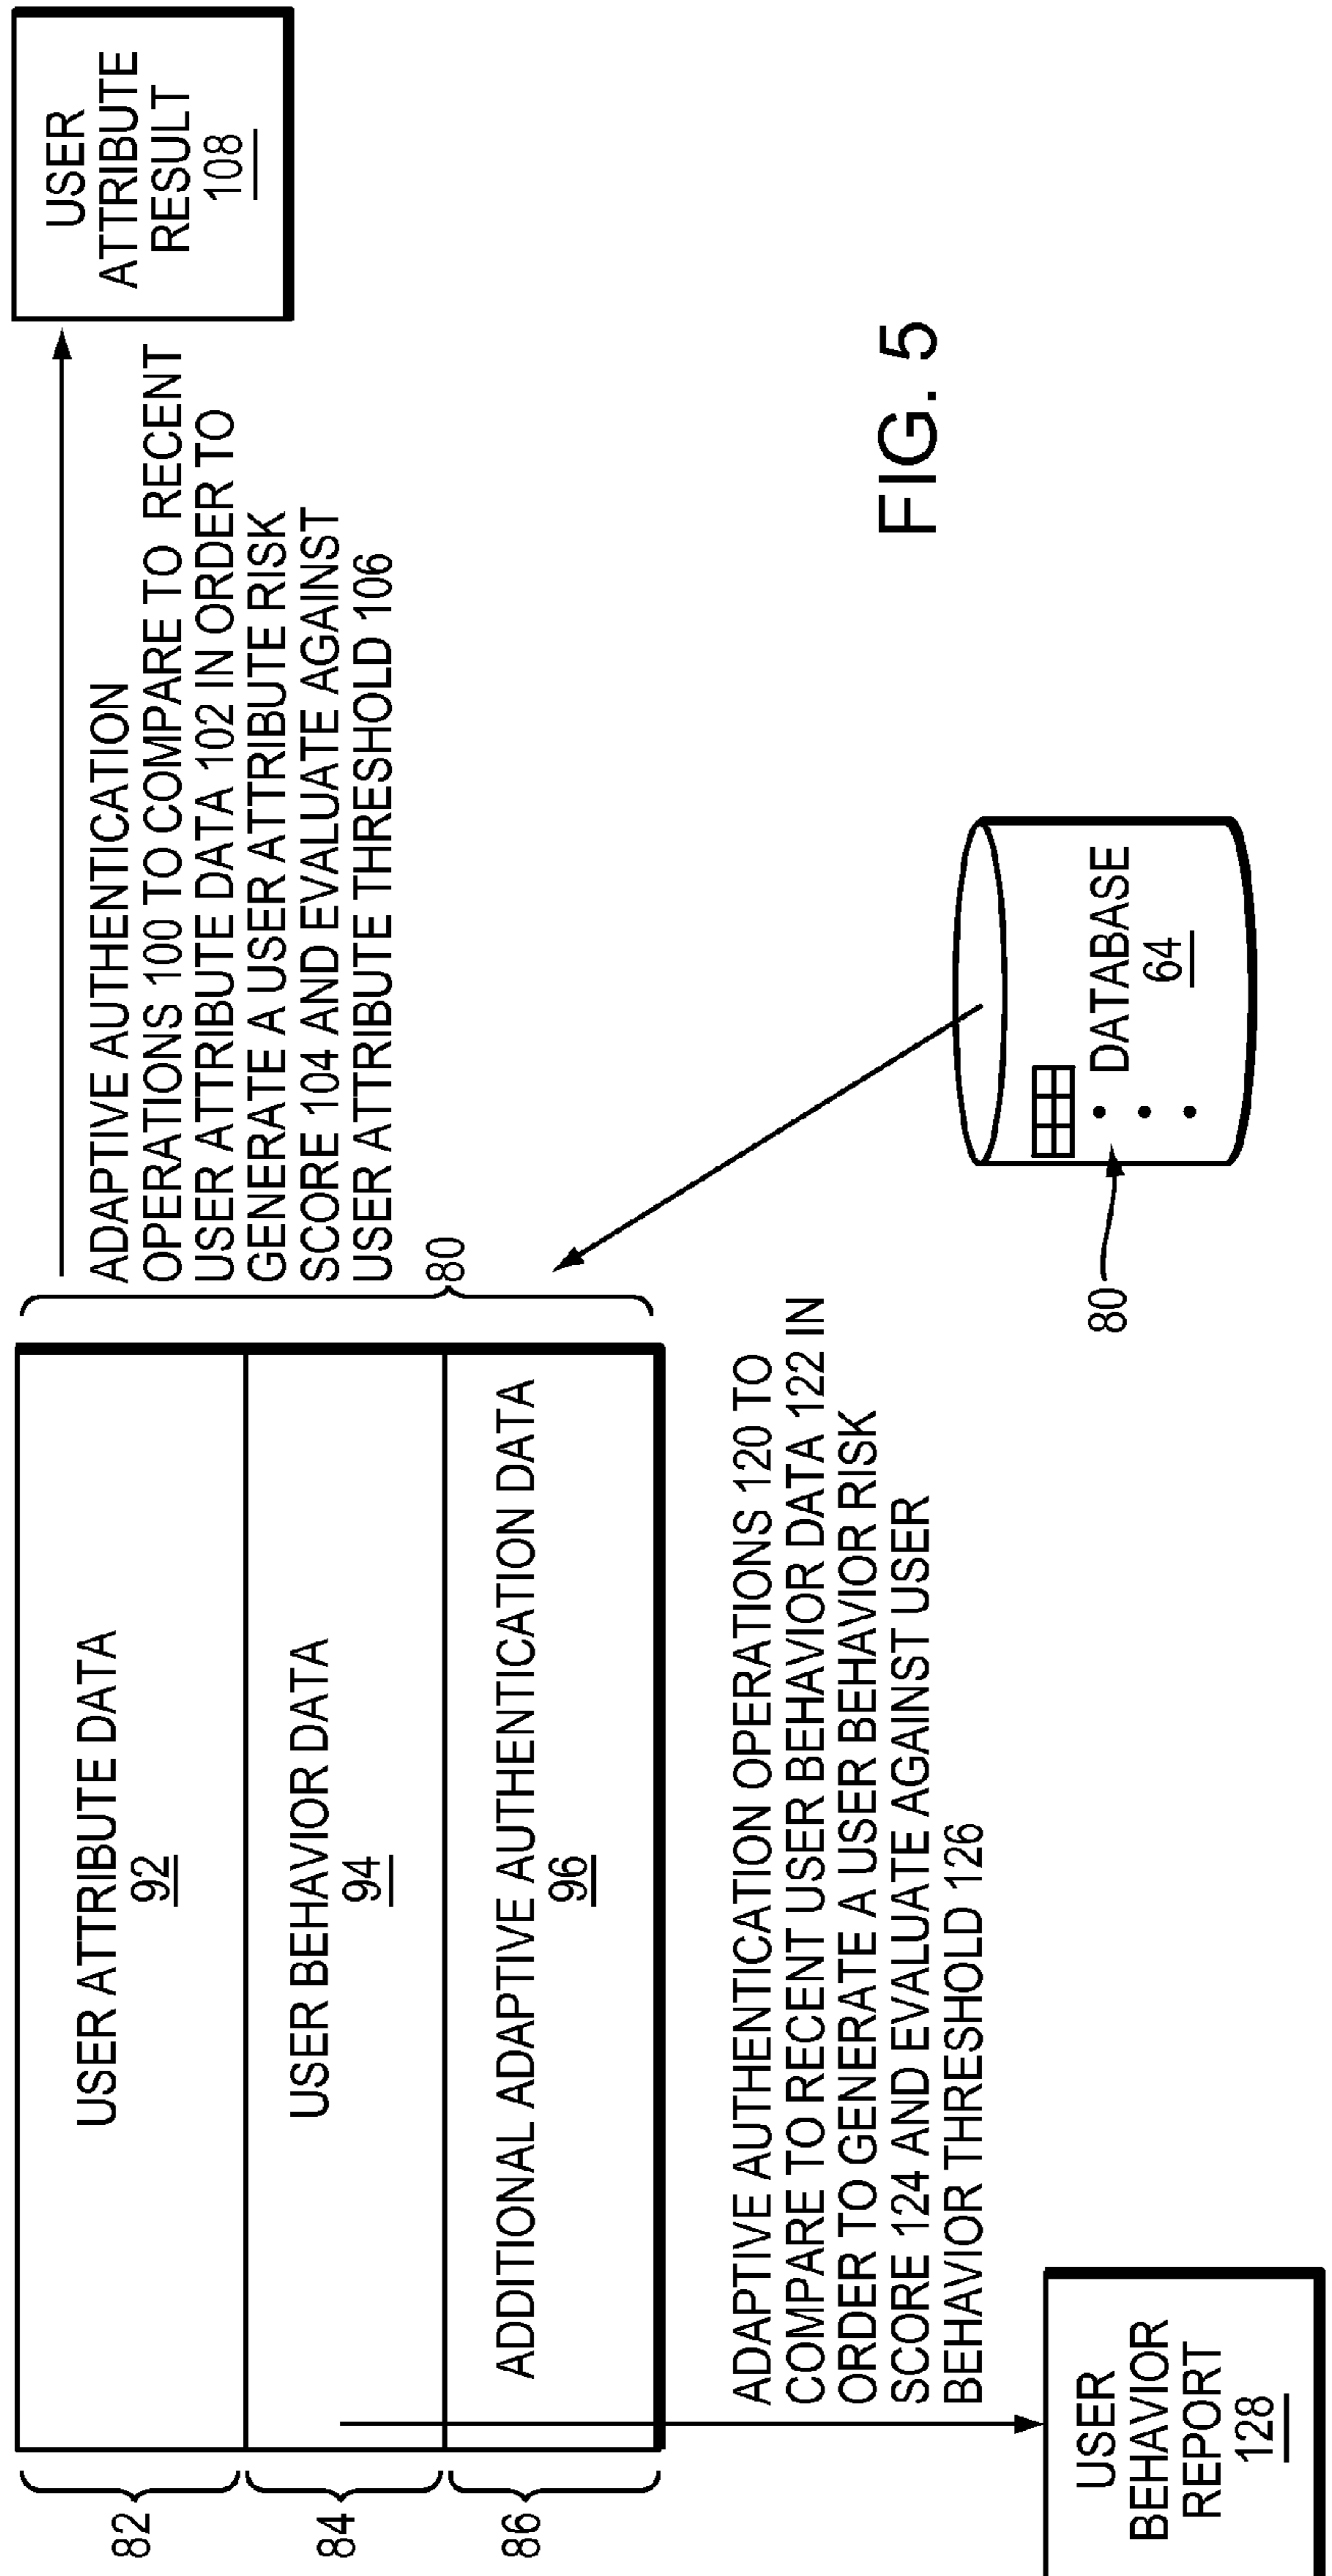 82
USER ATTRIBUTE DATA
92
84
USER BEHAVIOR DATA
94
86
ADDITIONAL ADAPTIVE AUTHENTICATION DATA
96
80
ADAPTIVE AUTHENTICATION
OPERATIONS 100 TO COMPARE TO RECENT
USER ATTRIBUTE DATA 102 IN ORDER TO
GENERATE A USER ATTRIBUTE RISK
SCORE 104 AND EVALUATE AGAINST
USER ATTRIBUTE THRESHOLD 106
USER
ATTRIBUTE
RESULT
108
ADAPTIVE AUTHENTICATION OPERATIONS 120 TO
COMPARE TO RECENT USER BEHAVIOR DATA 122 IN
ORDER TO GENERATE A USER BEHAVIOR RISK
SCORE 124 AND EVALUATE AGAINST USER
BEHAVIOR THRESHOLD 126
USER
BEHAVIOR
REPORT
128
80
DATABASE
64
FIG. 5